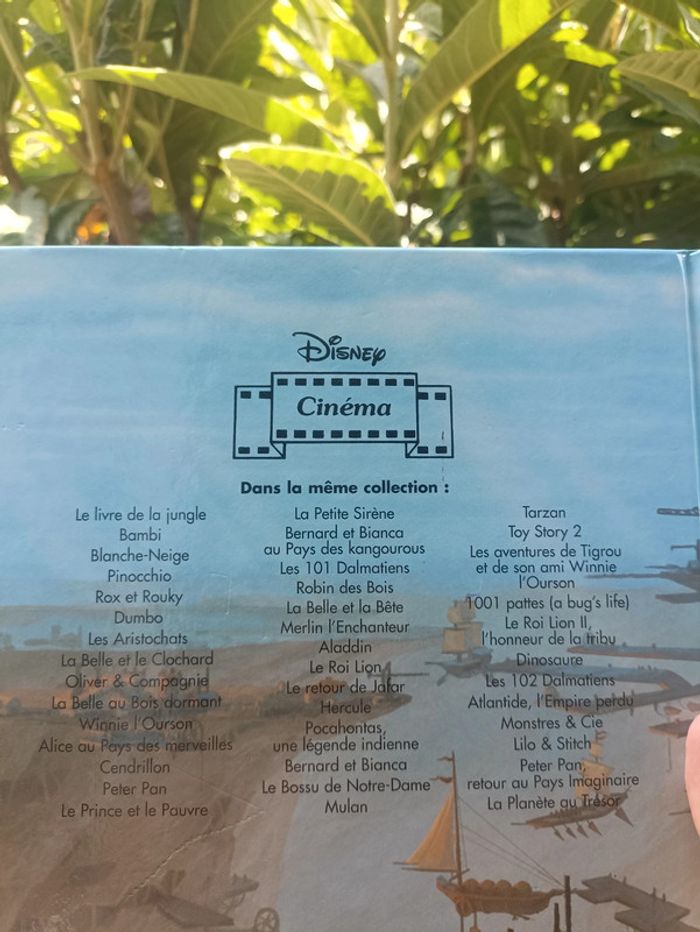 Disney
Cinéma
Dans la même collection :
Le livre de la jungle
Bambi
Blanche-Neige
Pinocchio
Rox et Rouky
Dumbo
Les Aristochats
La Belle et le Clochard
Oliver & Compagnie
La Belle au Bois dormant
Winnie l'Ourson
Alice au Pays des merveilles
Cendrillon
Peter Pan
Le Prince et le Pauvre
La Petite Sirène
Bernard et Bianca
au Pays des kangourous
Les 101 Dalmatiens
Robin des Bois
La Belle et la Bête
Merlin l'Enchanteur
Aladdin
Le Roi Lion
Le retour de Jafar
Hercule
Pocahontas,
une légende indienne
Bernard et Bianca
Le Bossu de Notre-Dame
Mulan
Tarzan
Toy Story 2
Les aventures de Tigrou
et de son ami Winnie
l'Ourson
1001 pattes (a bug's life)
Le Roi Lion II,
l'honneur de la tribu
Dinosaure
Les 102 Dalmatiens
Atlantide, l'Empire perdu
Monstres & Cie
Lilo & Stitch
Peter Pan,
retour au Pays Imaginaire
La Planète au Trésor